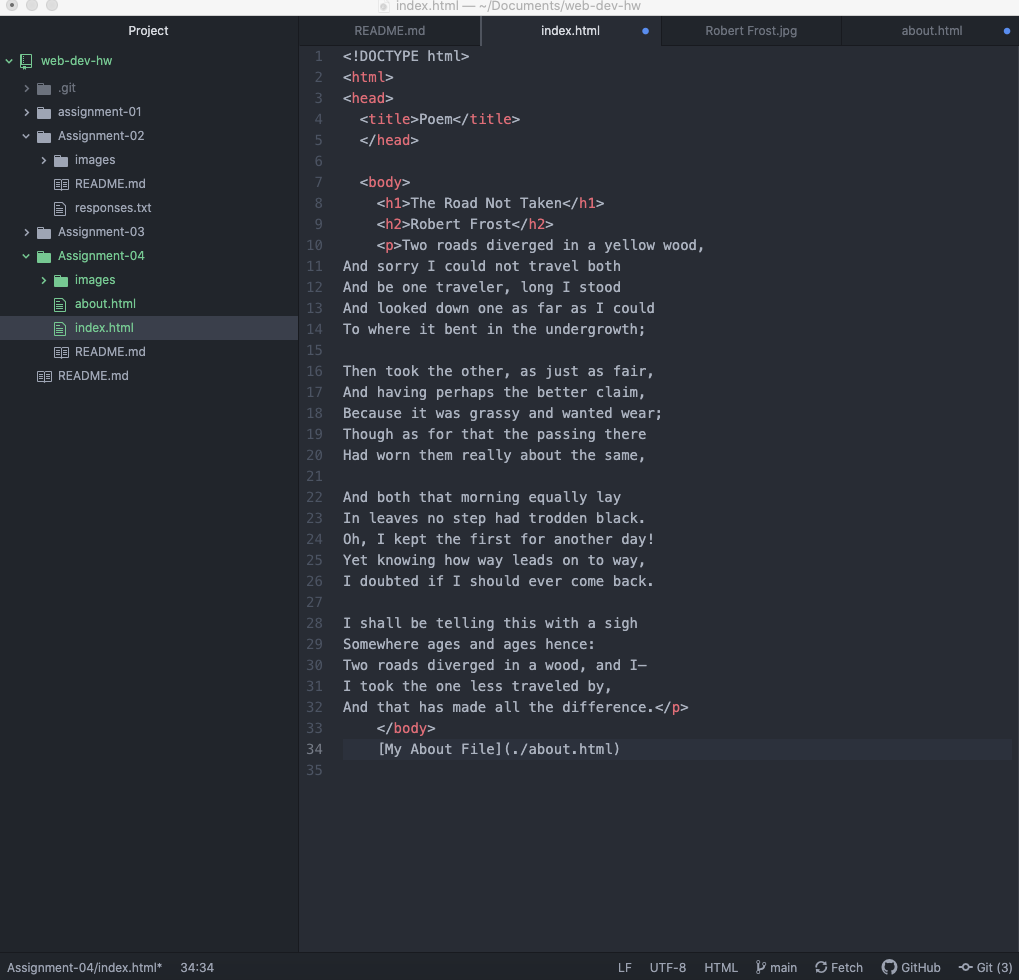 index.html — ~/Documents/web-dev-hw
Project
README.md
index.html
Robert Frost.jpg
about.html
web-dev-hw
.git
assignment-01
Assignment-02
images
README.md
responses.txt
Assignment-03
Assignment-04
images
about.html
index.html
README.md
README.md
1 <!DOCTYPE html>
2 <html>
3 <head>
4 <title>Poem</title>
5 </head>
6
7 <body>
8 <h1>The Road Not Taken</h1>
9 <h2>Robert Frost</h2>
10 <p>Two roads diverged in a yellow wood,
11 And sorry I could not travel both
12 And be one traveler, long I stood
13 And looked down one as far as I could
14 To where it bent in the undergrowth;
15
16 Then took the other, as just as fair,
17 And having perhaps the better claim,
18 Because it was grassy and wanted wear;
19 Though as for that the passing there
20 Had worn them really about the same,
21
22 And both that morning equally lay
23 In leaves no step had trodden black.
24 Oh, I kept the first for another day!
25 Yet knowing how way leads on to way,
26 I doubted if I should ever come back.
27
28 I shall be telling this with a sigh
29 Somewhere ages and ages hence:
30 Two roads diverged in a wood, and I—
31 I took the one less traveled by,
32 And that has made all the difference.</p>
33 </body>
34 [My About File](./about.html)
35
Assignment-04/index.html* 34:34 LF UTF-8 HTML main Fetch GitHub Git (3)